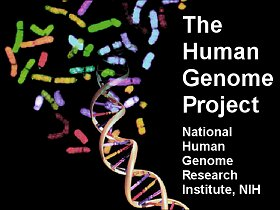 The
Human
Genome
Project
National
Human
Genome
Research
Institute, NIH